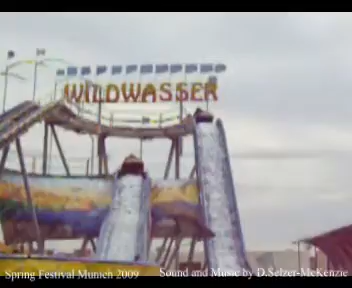 WILDWASSER
Spring Festival Munich 2009 Sound and Music by D.Selzer-McKenzie